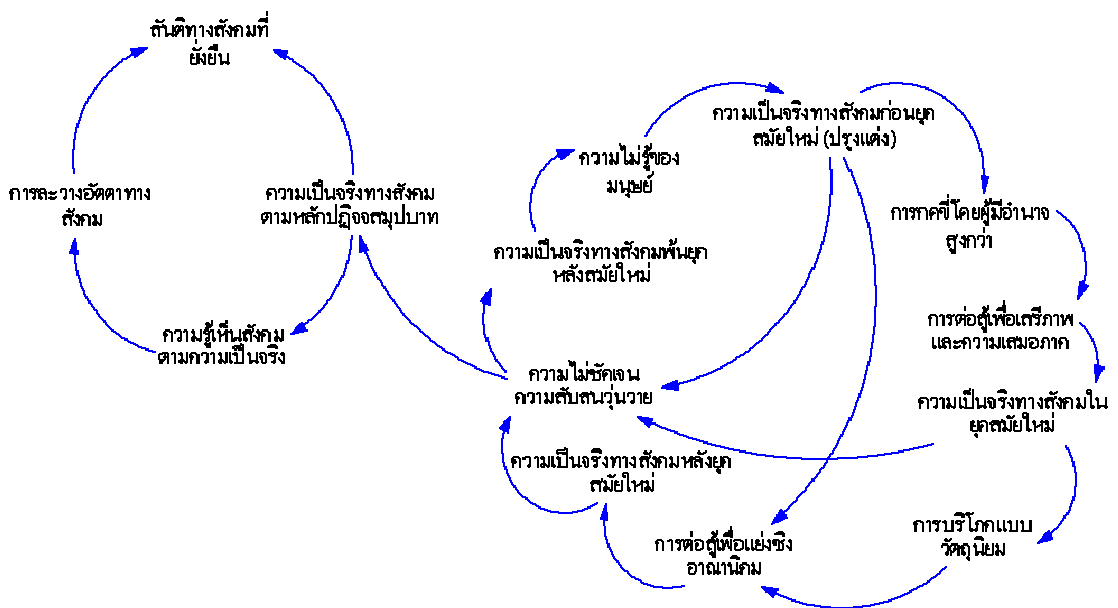 สันติทางสังคมที่
ยั่งยืน
ความเป็นจริงทางสังคมก่อนยุค
สมัยใหม่ (ปรุงแต่ง)
ความไม่รู้ของ
มนุษย์
การละวางอัตตาทาง
สังคม
ความเป็นจริงทางสังคม
ตามหลักปฏิจจสมุปบาท
การกดขี่โดยผู้มีอำนาจ
สูงกว่า
ความเป็นจริงทางสังคมพ้นยุค
หลังสมัยใหม่
ความรู้เห็นสังคม
ตามความเป็นจริง
การต่อสู้เพื่อเสรีภาพ
และความเสมอภาค
ความไม่ชัดเจน
ความสับสนวุ่นวาย
ความเป็นจริงทางสังคมใน
ยุคสมัยใหม่
ความเป็นจริงทางสังคมหลังยุค
สมัยใหม่
การบริโภคแบบ
วัตถุนิยม
การต่อสู้เพื่อแย่งชิง
อาณานิคม